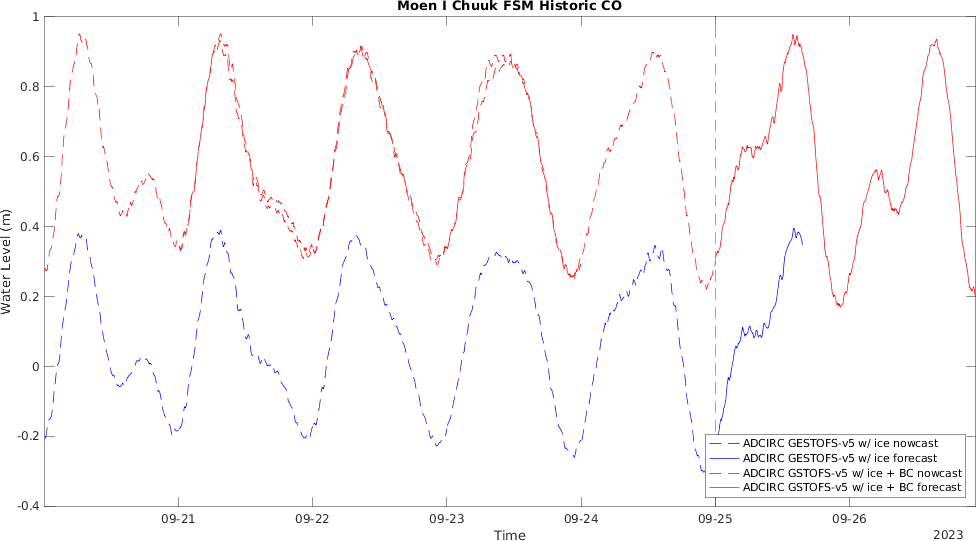 Moen I Chuuk FSM Historic CO
1
0.8
0.6
0.4
0.2
0
-0.2
-0.4
Water Level (m)
ADCIRC GESTOFS-v5 w/ ice nowcast
ADCIRC GESTOFS-v5 w/ ice forecast
ADCIRC GSTOFS-v5 w/ ice + BC nowcast
ADCIRC GSTOFS-v5 w/ ice + BC forecast
09-21 09-22 09-23 09-24 09-25 09-26
Time
2023